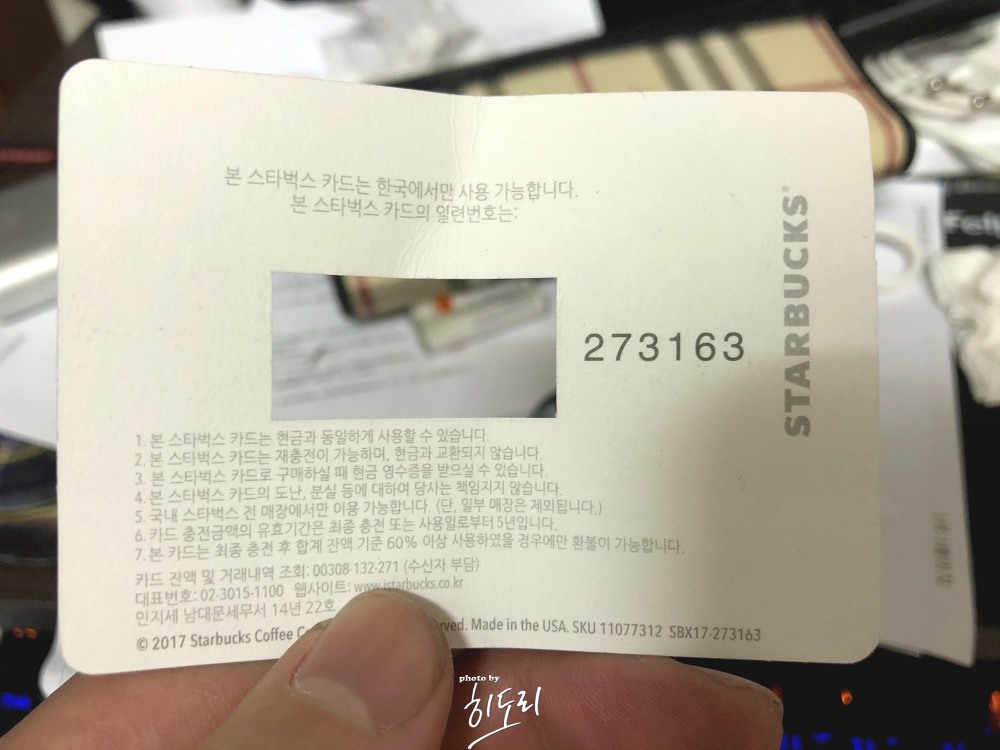 본 스타벅스 카드는 한국에서만 사용 가능합니다.
본 스타벅스 카드의 일련번호는:
273163
STARBUCKS®
1. 본 스타벅스 카드는 현금과 동일하게 사용할 수 있습니다.
2. 본 스타벅스 카드는 재충전이 가능하며, 현금과 교환되지 않습니다.
3. 본 스타벅스 카드로 구매하실 때 현금 영수증을 받으실 수 있습니다.
4. 본 스타벅스 카드의 도난, 분실 등에 대하여 당사는 책임지지 않습니다.
5. 국내 스타벅스 전 매장에서만 이용 가능합니다. (단, 일부 매장은 제외됩니다.)
6. 카드 충전금액의 유효기간은 최종 충전 또는 사용일로부터 5년입니다.
7. 본 카드는 최종 충전 후 합계 잔액 기준 60% 이상 사용하였을 경우에만 환불이 가능합니다.
카드 잔액 및 거래내역 조회: 00308-132-271 (수신자 부담)
대표번호: 02-3015-1100 웹사이트: www.istarbucks.co.kr
인지세 남대문세무서 14년 22호
© 2017 Starbucks Coffee Made in the USA. SKU 11077312 SBX17-273163
photo by
히도리